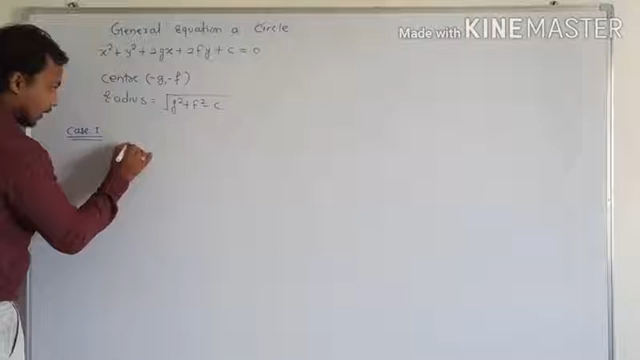 General Equation a Circle
x² + y² + 2gx + 2fy + c = 0
Centre (-g, -f)
Radius = √g² + f² - c
Case I
Made with KINEMASTER